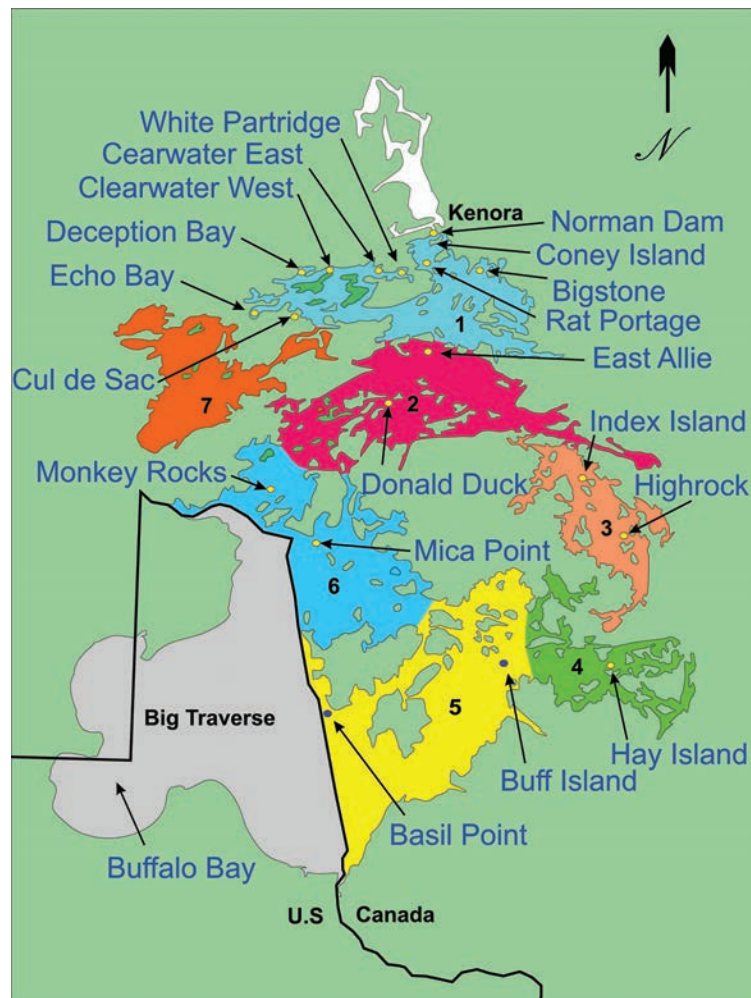 White Partridge
Cearwater East
Clearwater West
Deception Bay
Echo Bay
Cul de Sac
N
Kenora
Norman Dam
Coney Island
Bigstone
Rat Portage
1
East Allie
7
2
Index Island
Monkey Rocks
Donald Duck
Highrock
3
Mica Point
6
4
5
Big Traverse
Hay Island
Buff Island
Basil Point
Buffalo Bay
U.S
Canada